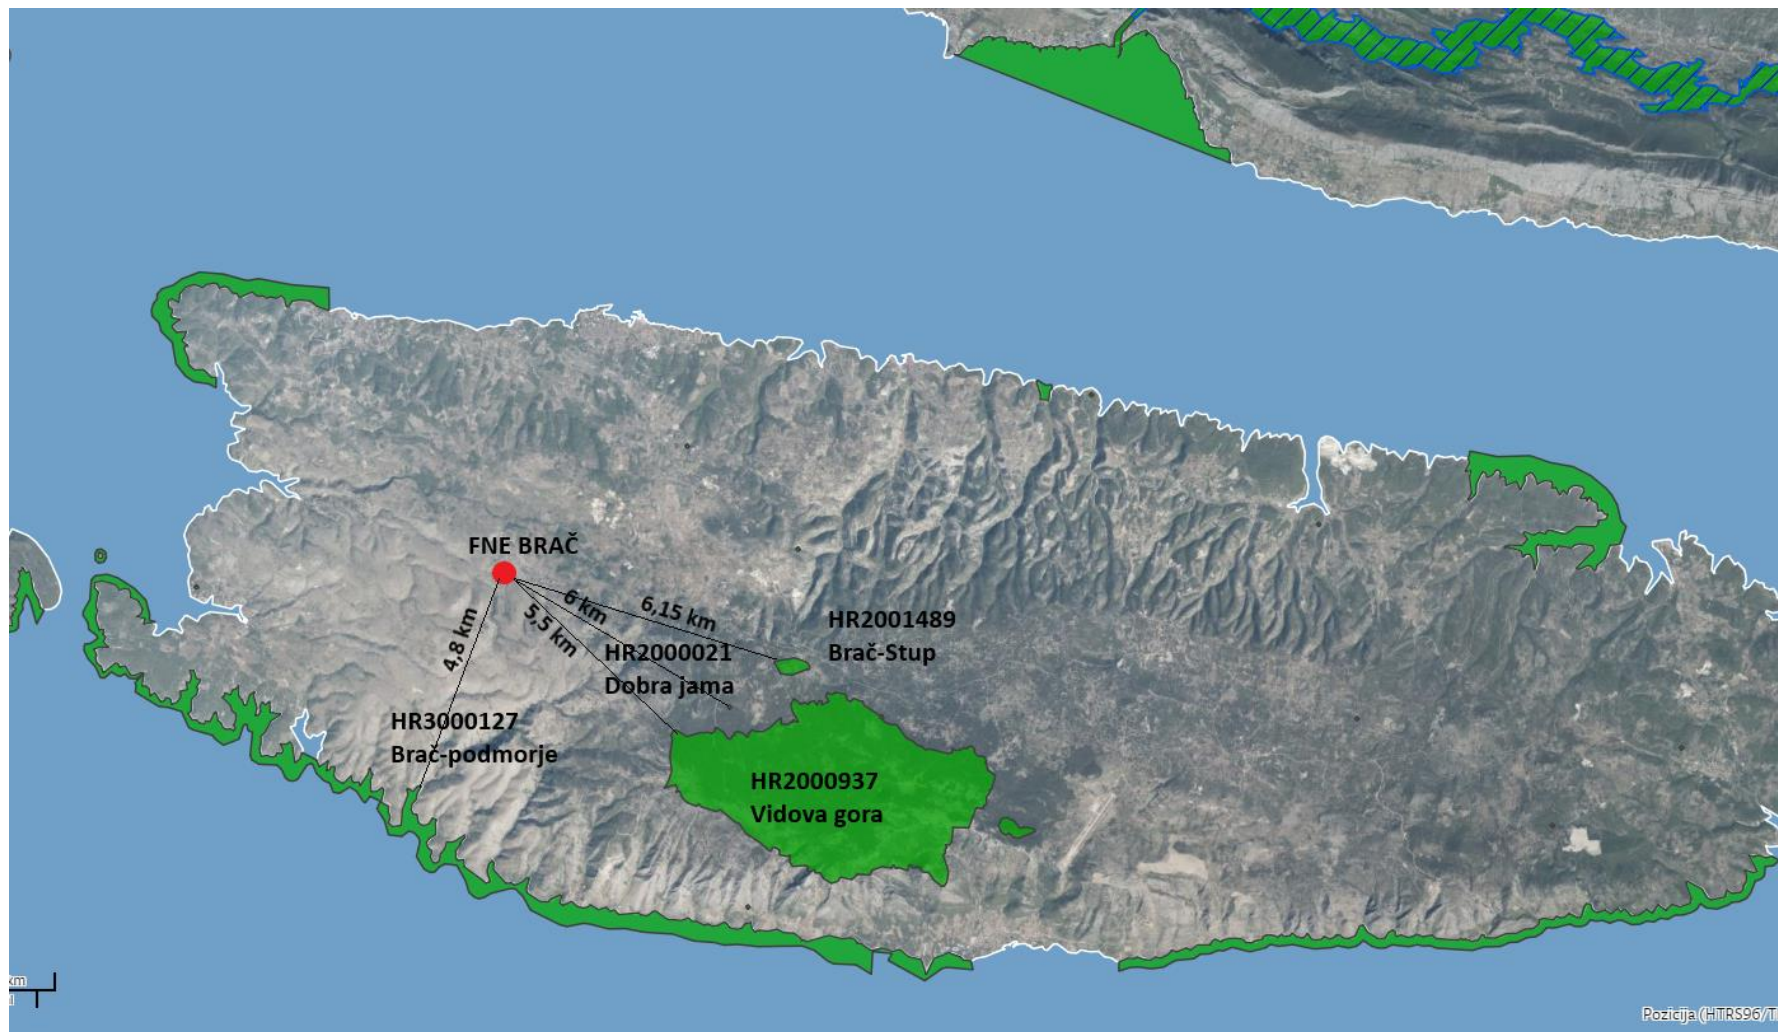 FNE BRAČ
4,8 km
5,5 km
6 km
6,15 km
HR2001489
Brač-Stup
HR2000021
Dobra jama
HR3000127
Brač-podmorje
HR2000937
Vidova gora
km
Pozicija (HTRS96/T